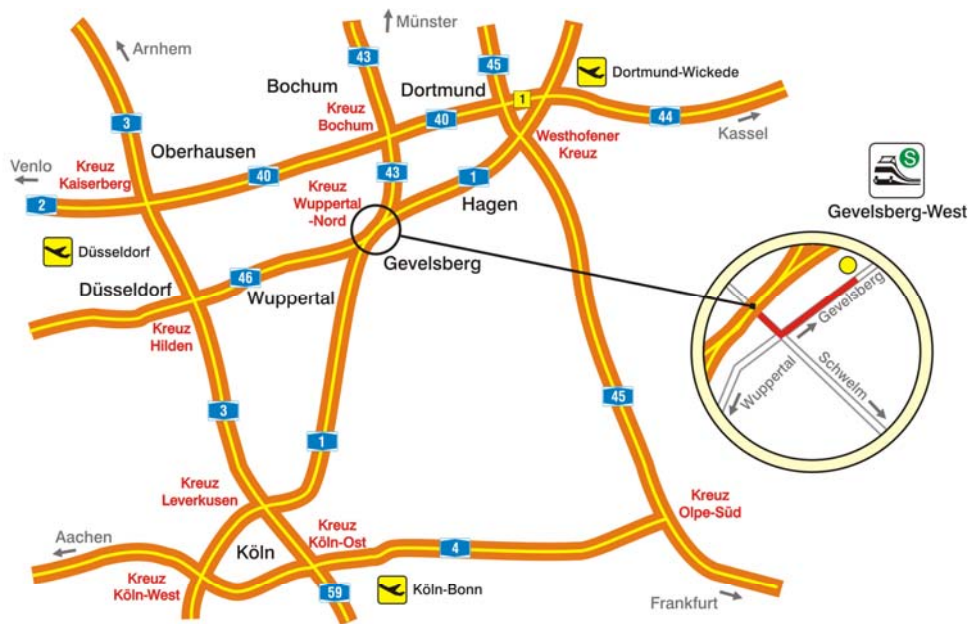 Münster
Arnhem
43
45
Dortmund-Wickede
Bochum
Dortmund
1
Kreuz
Bochum
40
44
3
Westhofener
Kreuz
Kassel
Oberhausen
Venlo
Kreuz
Kaiserberg
40
Kreuz
Wuppertal
-Nord
43
1
Hagen
2
S
Gevelsberg-West
Düsseldorf
Gevelsberg
46
Düsseldorf
Wuppertal
Kreuz
Hilden
Gevelsberg
Wuppertal
Schwelm
3
45
1
Kreuz
Leverkusen
Kreuz
Olpe-Süd
Aachen
Köln
Kreuz
Köln-Ost
4
Kreuz
Köln-West
59
Köln-Bonn
Frankfurt